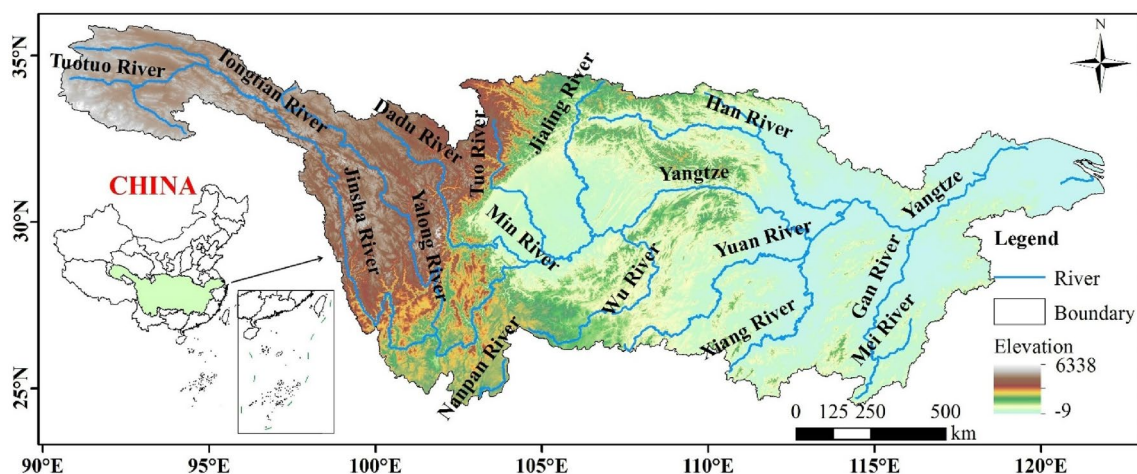 N
35°N
30°N
25°N
Tuotuo River
Tongtian River
Dadu River
Tuo River
Jialing River
Han River
Jinsha River
Yalong River
Min River
Yangtze
Yangtze
Yuan River
Wu River
Xiang River
Gan River
Mei River
Nanpan River
CHINA
Legend
River
Boundary
Elevation
6338
-9
0 125 250 500
km
90°E 95°E 100°E 105°E 110°E 115°E 120°E